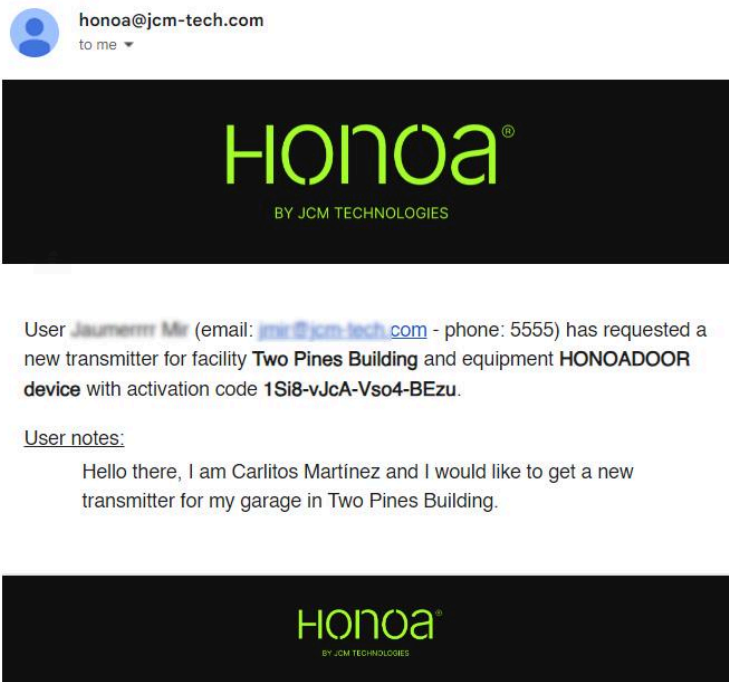 honoa@jcm-tech.com
to me
Honoa®
BY JCM TECHNOLOGIES
User (email: .com - phone: 5555) has requested a
new transmitter for facility Two Pines Building and equipment HONOADOOR
device with activation code 1Si8-vJcA-Vso4-BEzu.
User notes:
Hello there, I am Carlitos Martínez and I would like to get a new
transmitter for my garage in Two Pines Building.
Honoa®
BY JCM TECHNOLOGIES